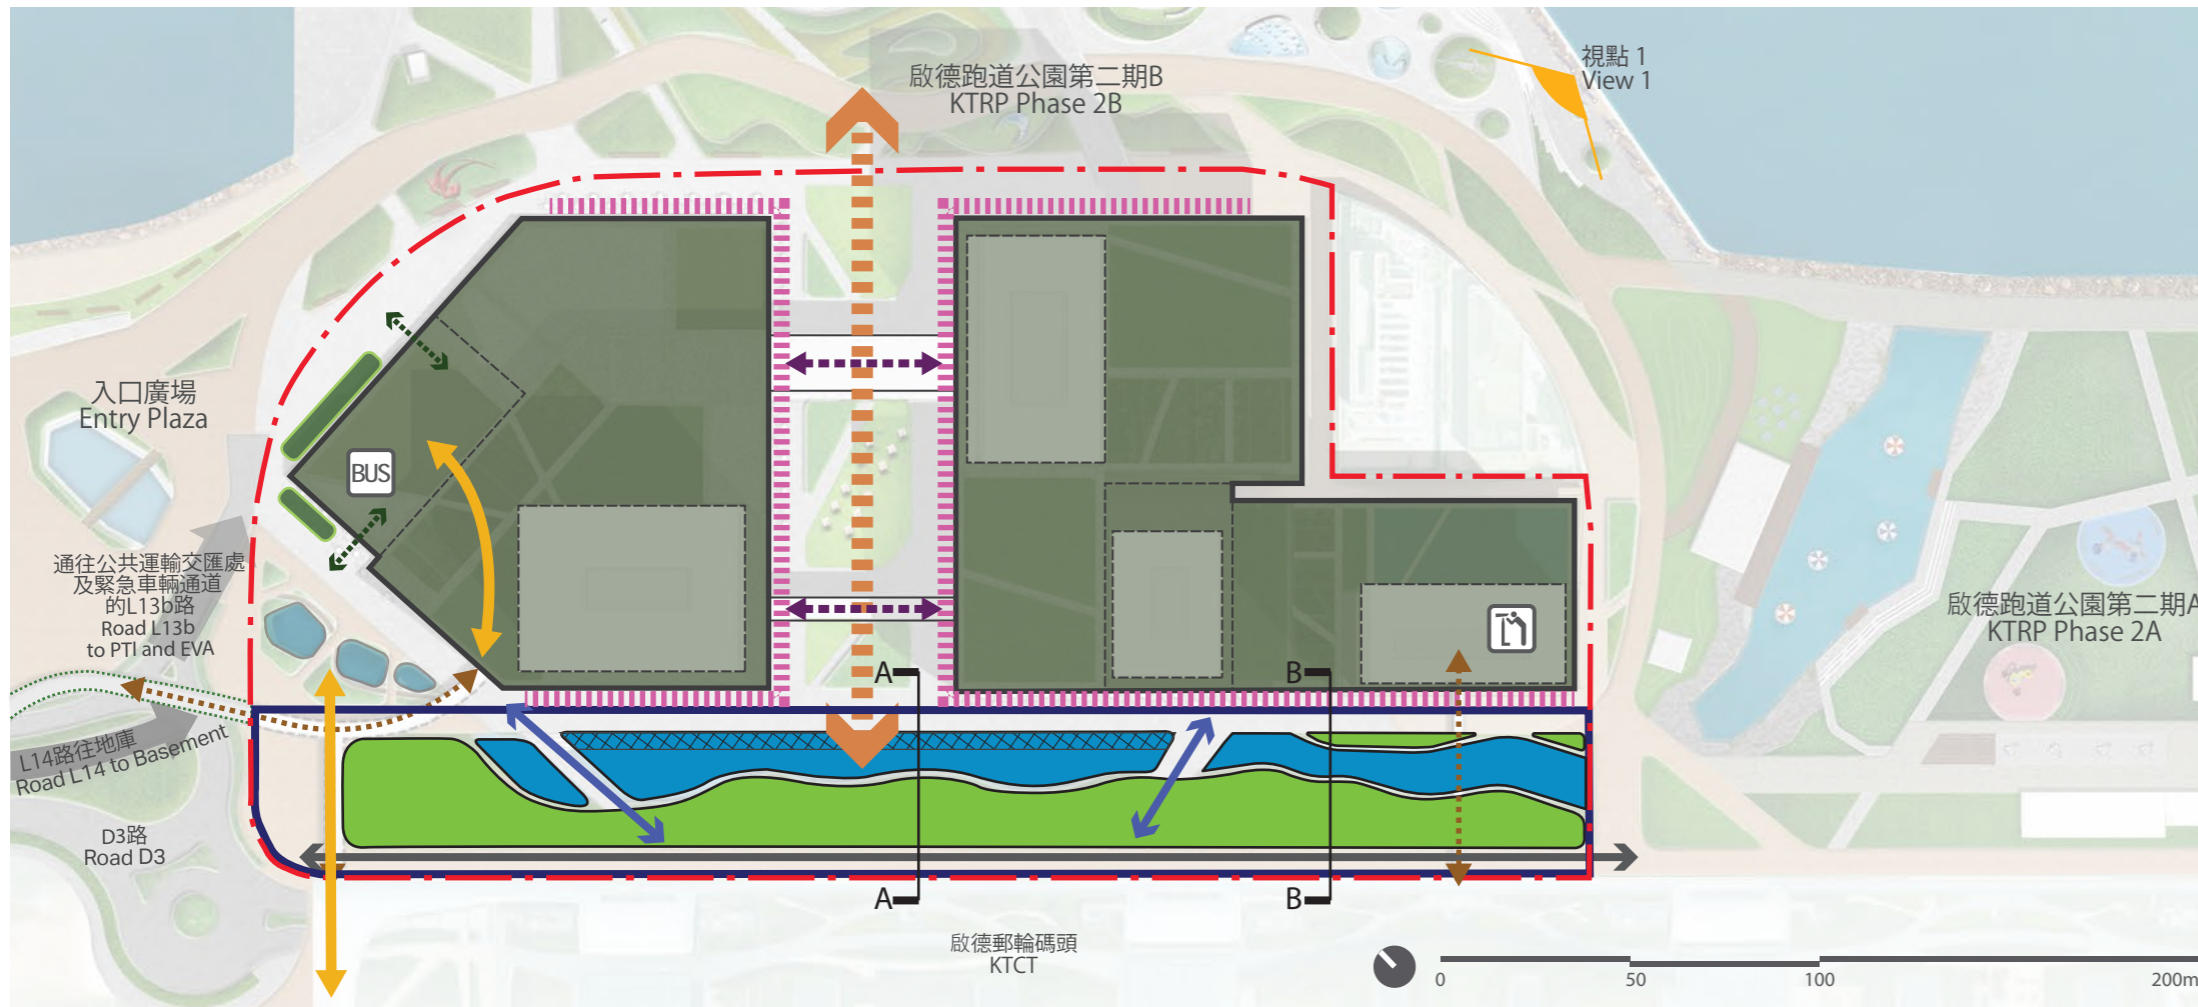 啟德跑道公園第二期B
KTRP Phase 2B
視點 1
View 1
入口廣場
Entry Plaza
BUS
通往公共運輸交匯處
及緊急車輛通道
的L13b路
Road L13b
to PTI and EVA
啟德跑道公園第二期A
KTRP Phase 2A
A
B
L14路往地庫
Road L14 to Basement
D3路
Road D3
A
B
啟德郵輪碼頭
KTCT
0
50
100
200m